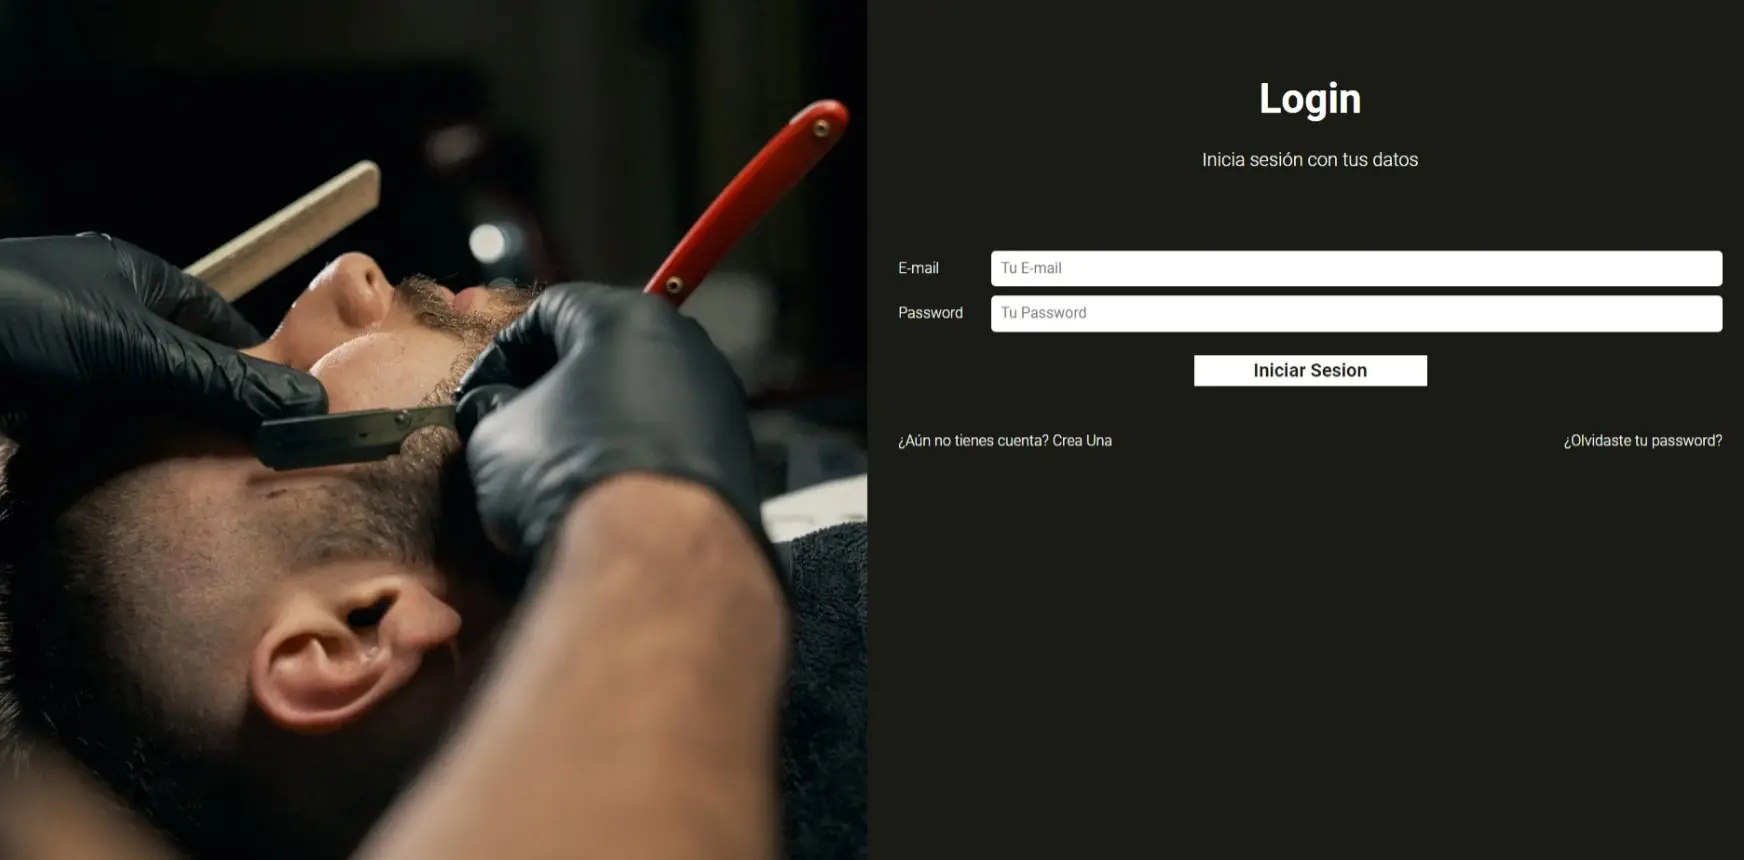 Login
Inicia sesión con tus datos
E-mail
Tu E-mail
Password
Tu Password
Iniciar Sesion
¿Aún no tienes cuenta? Crea Una
¿Olvidaste tu password?